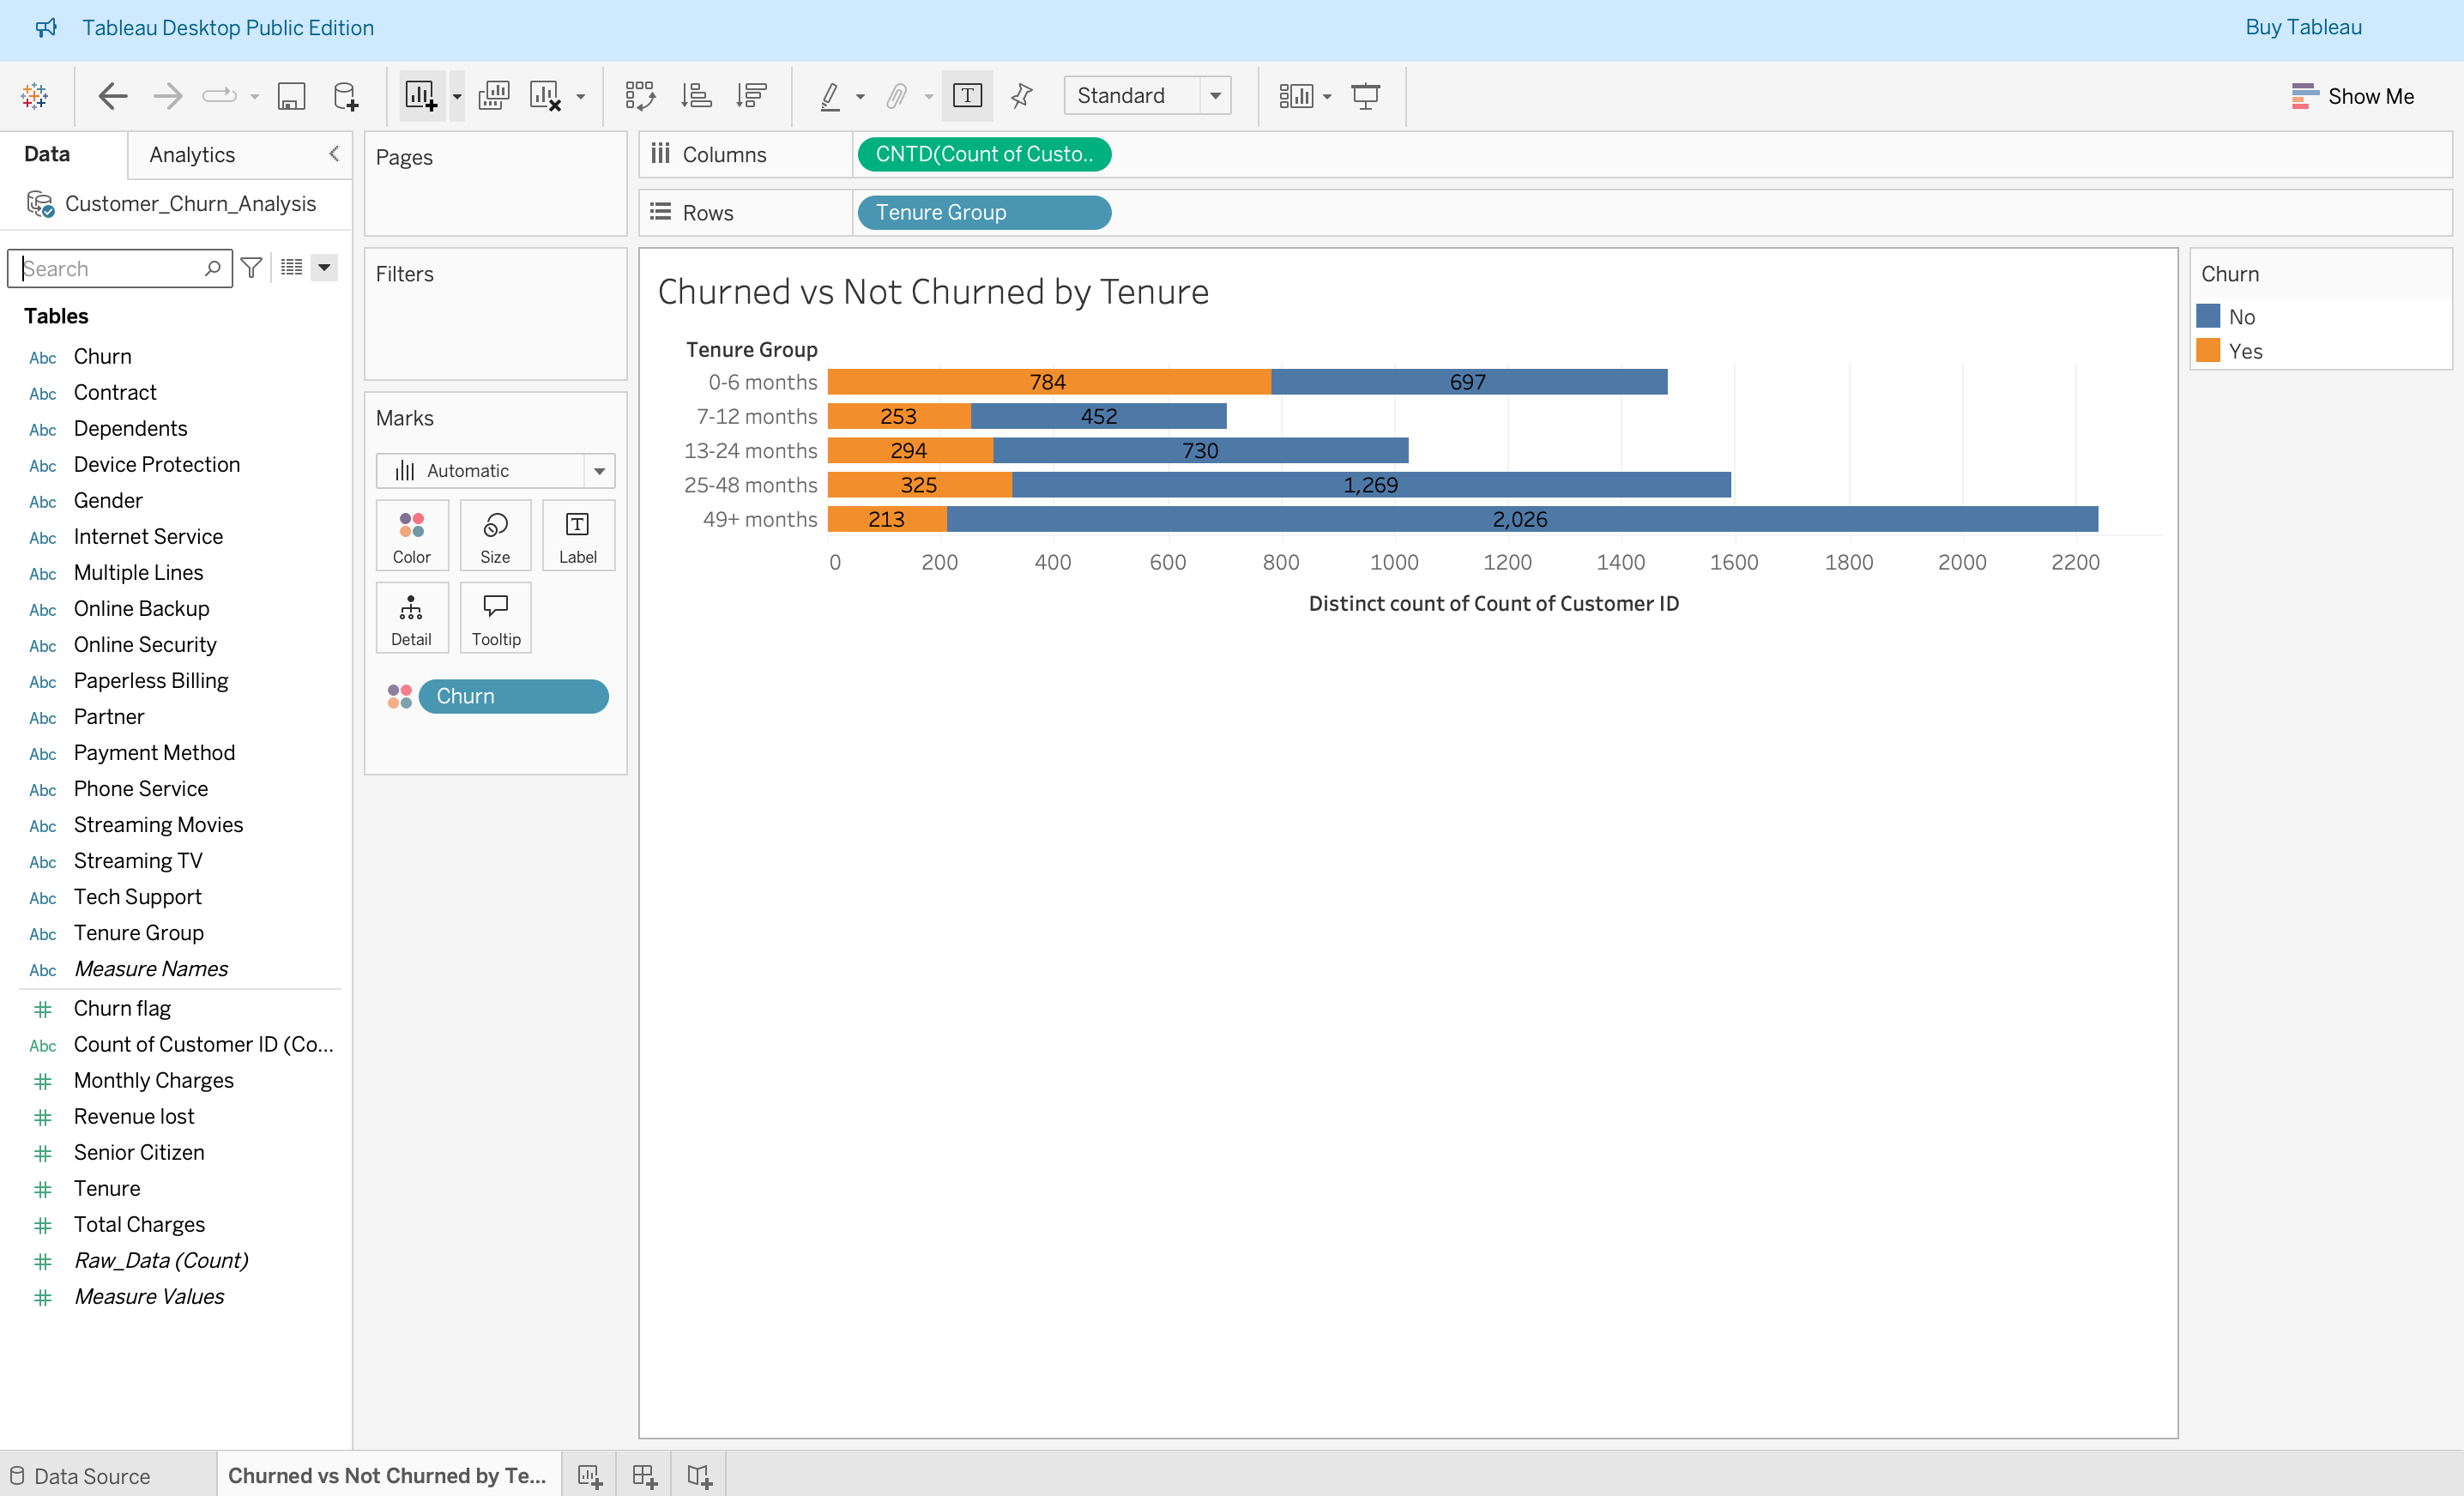 Tableau Desktop Public Edition
Buy Tableau
Standard
Show Me
Data
Analytics
Customer_Churn_Analysis
Search
Tables
Abc Churn
Abc Contract
Abc Dependents
Abc Device Protection
Abc Gender
Abc Internet Service
Abc Multiple Lines
Abc Online Backup
Abc Online Security
Abc Paperless Billing
Abc Partner
Abc Payment Method
Abc Phone Service
Abc Streaming Movies
Abc Streaming TV
Abc Tech Support
Abc Tenure Group
Abc Measure Names
# Churn flag
Abc Count of Customer ID (Co...
# Monthly Charges
# Revenue lost
# Senior Citizen
# Tenure
# Total Charges
# Raw_Data (Count)
# Measure Values
Pages
Filters
Marks
Automatic
Color Size T Label
Detail Tooltip
Churn
Columns CNTD(Count of Custo..
Rows Tenure Group
Churned vs Not Churned by Tenure
Tenure Group
0-6 months 784 697
7-12 months 253 452
13-24 months 294 730
25-48 months 325 1,269
49+ months 213 2,026
0 200 400 600 800 1000 1200 1400 1600 1800 2000 2200
Distinct count of Count of Customer ID
Churn
No
Yes
Data Source
Churned vs Not Churned by Te...